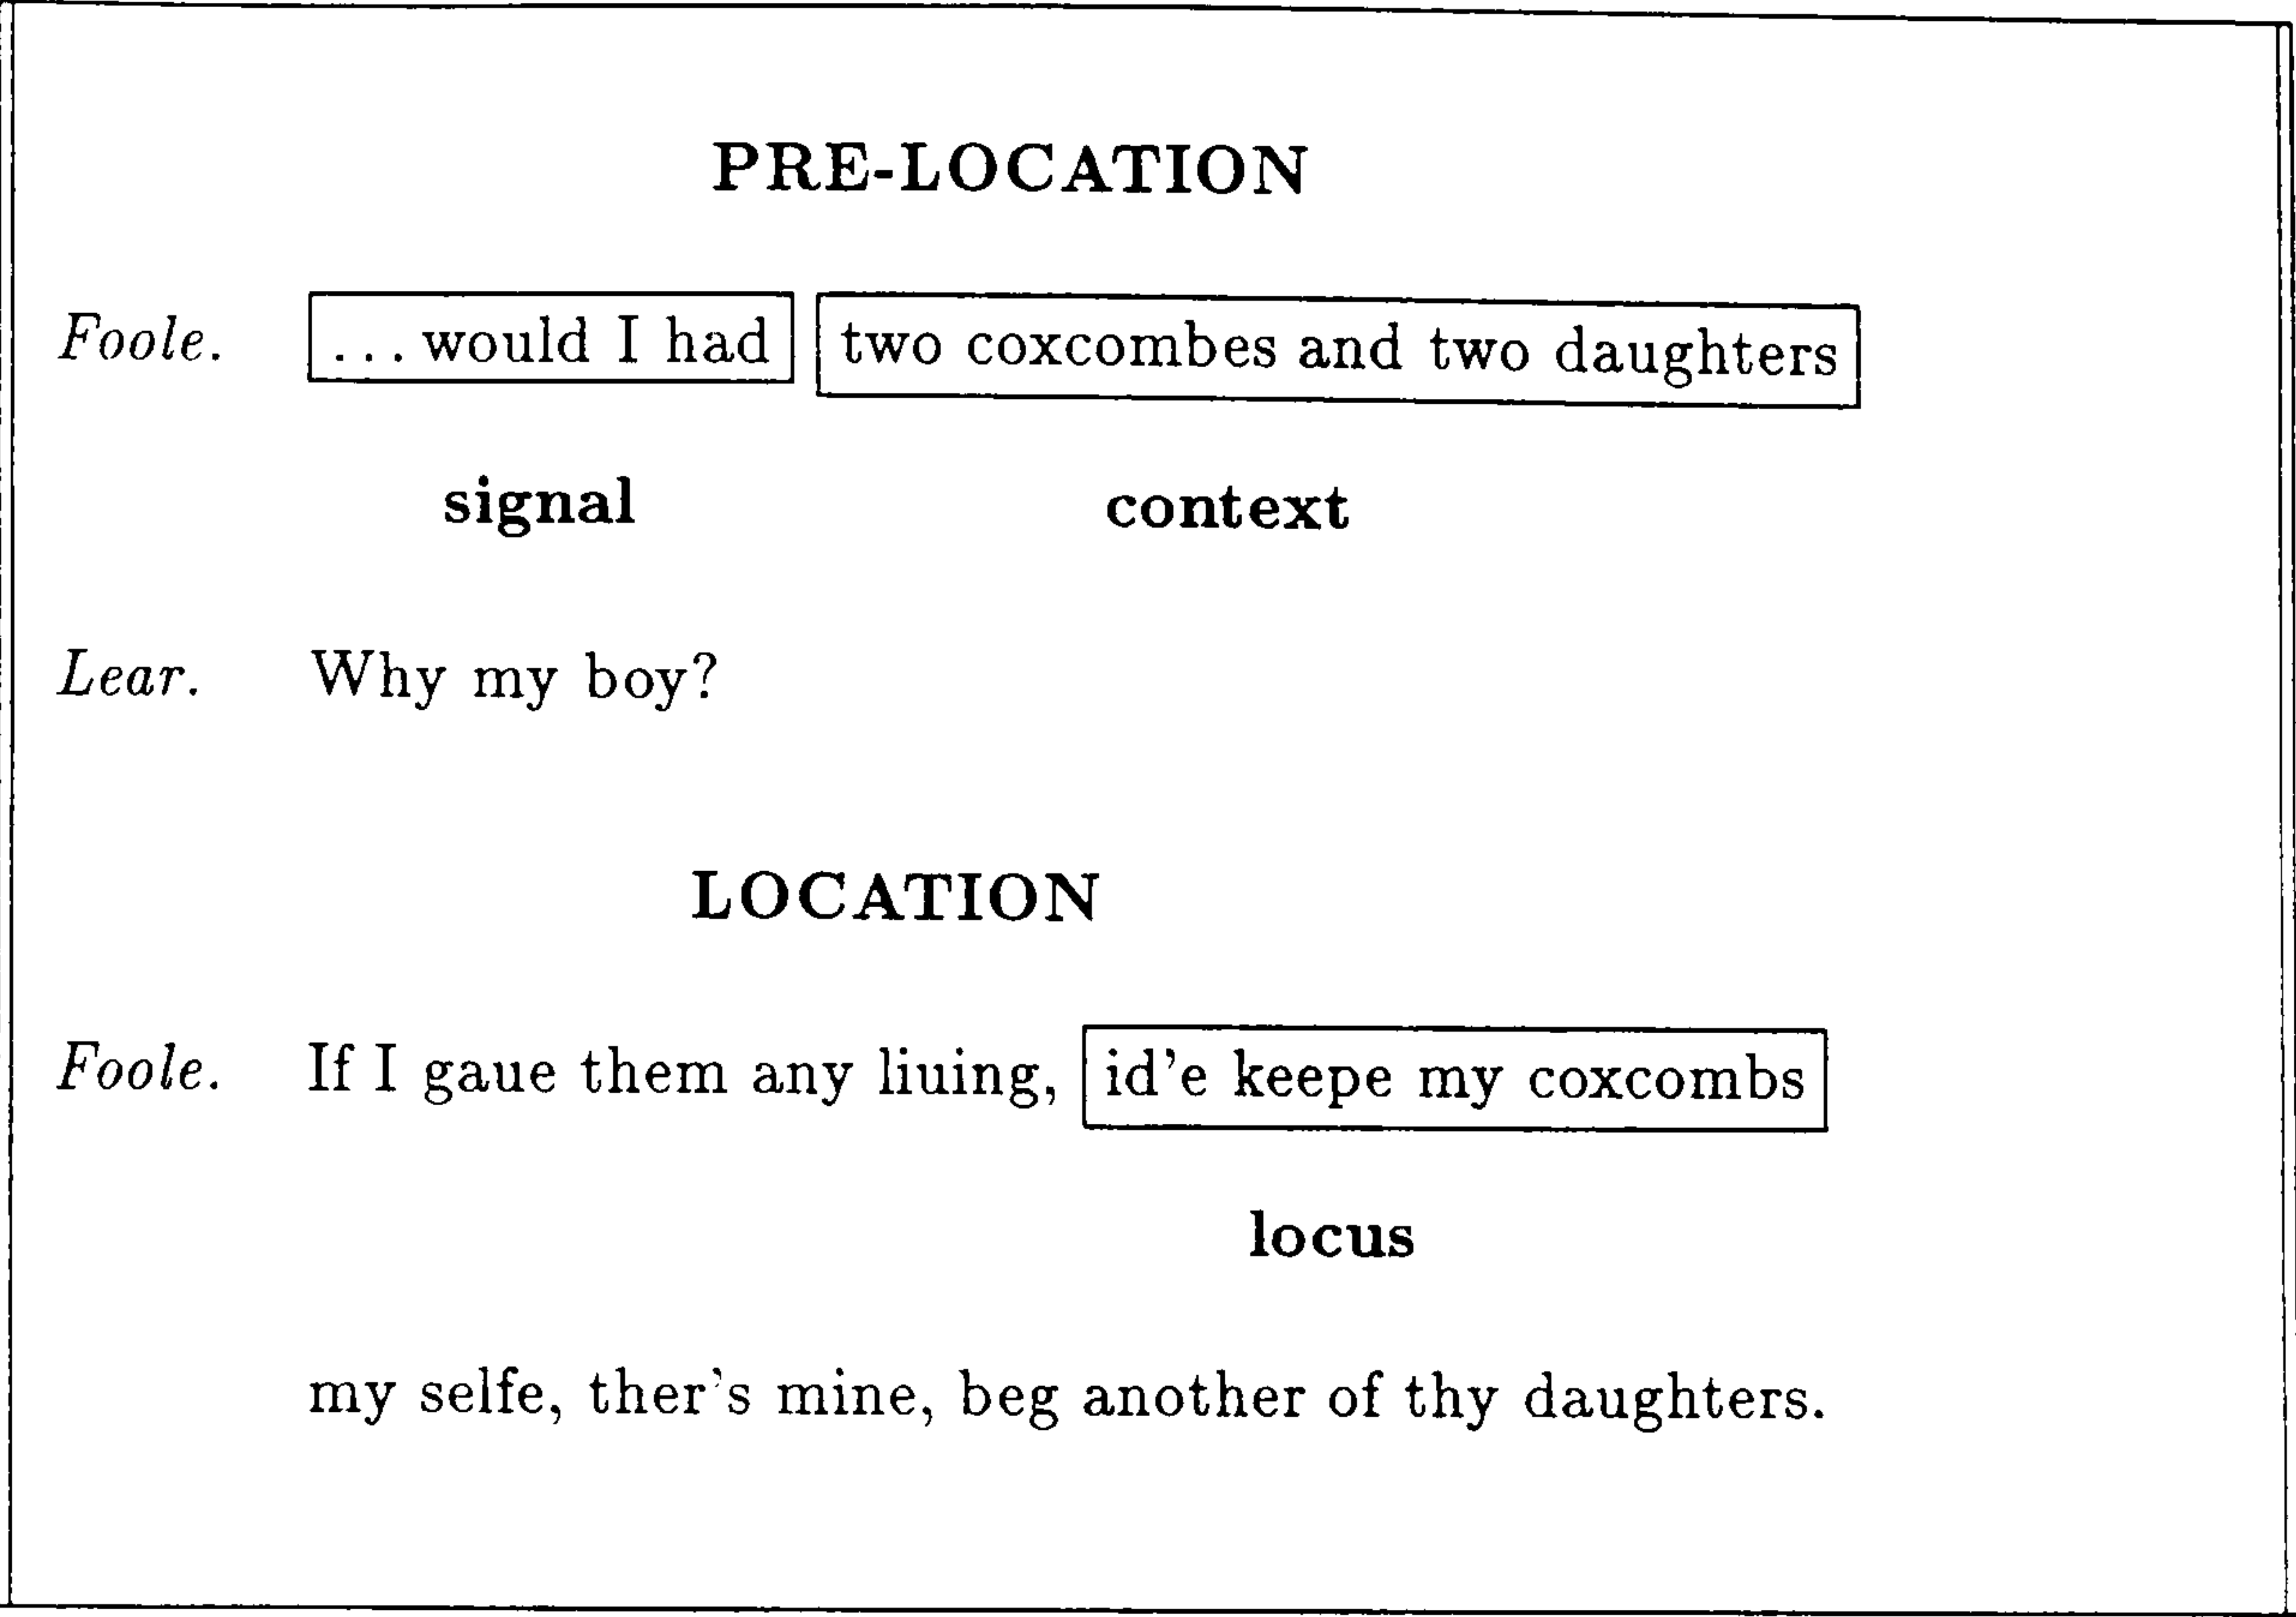 PRE-LOCATION
Foole. ... would I had two coxcombes and two daughters
signal context
Lear. Why my boy?
LOCATION
Foole. If I gaue them any liuing, id'e keepe my coxcombs
locus
my selfe, ther's mine, beg another of thy daughters.